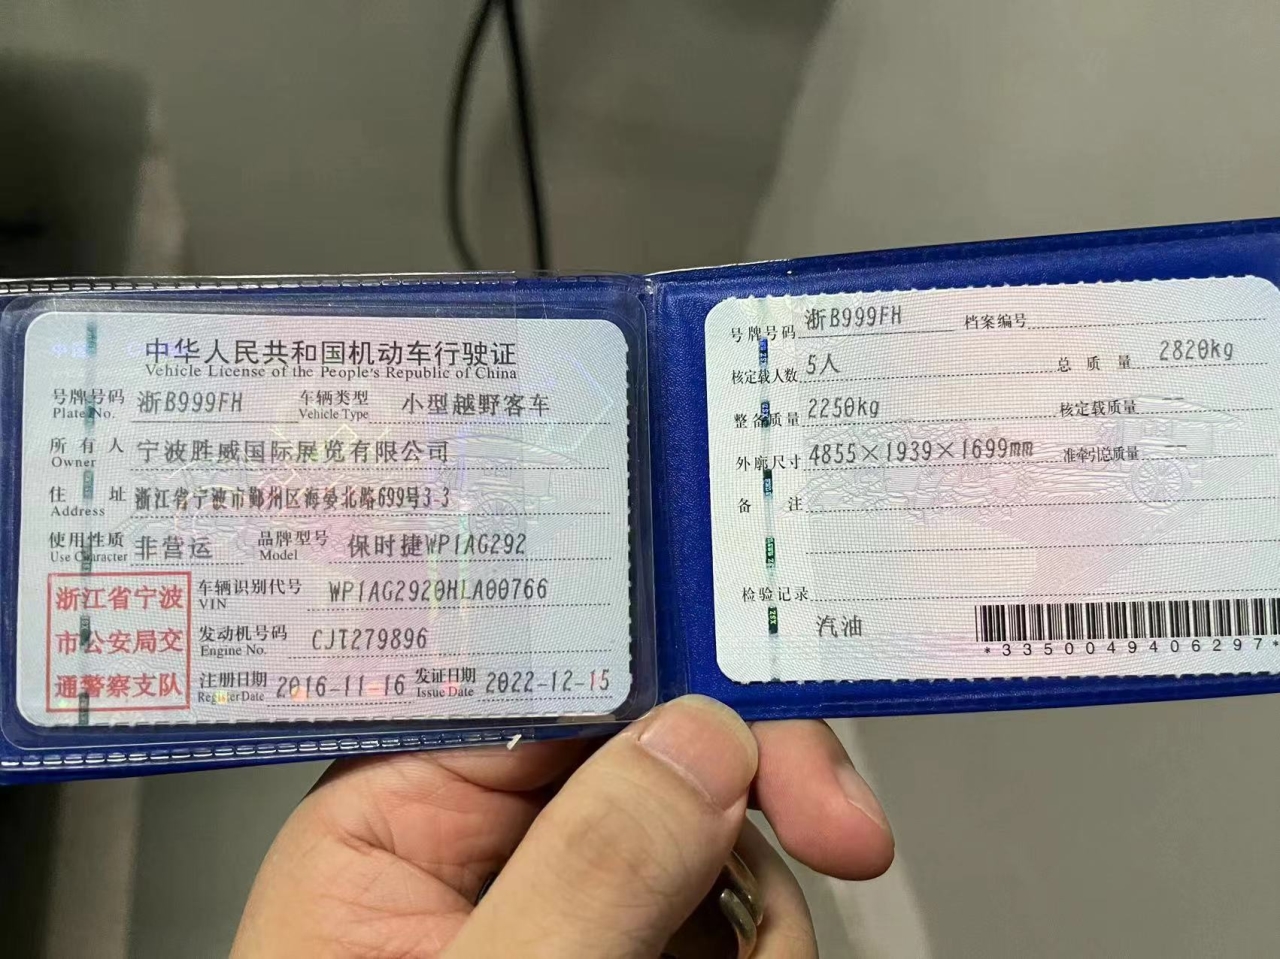 中华人民共和国机动车行驶证
Vehicle License of the People's Republic of China
号牌号码 浙B999FH 车辆类型 小型越野客车
Plate No. Vehicle Type
所有人 宁波胜威国际展览有限公司
Owner
住址 浙江省宁波市鄞州区海晏北路699号3-3
Address
使用性质 非营运 品牌型号 保时捷WP1AG292
Use Character Model
浙江省宁波
市公安局交
通警察支队
车辆识别代号 WP1AG2920HLA00766
VIN
发动机号码 CJT279896
Engine No.
注册日期 2016-11-16 发证日期 2022-12-15
Register Date Issue Date
号牌号码 浙B999FH 档案编号
核定载人数 5人 总质量 2820kg
整备质量 2250kg 核定载质量 --
外廓尺寸 4855×1939×1699mm 准牵引总质量 --
备注
检验记录
汽油
*3350049406297*